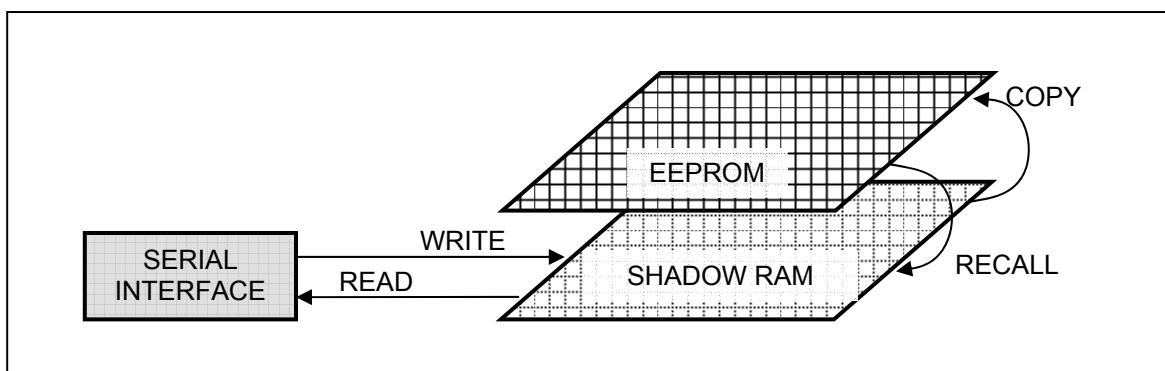 COPY
EEPROM
WRITE
SERIAL
INTERFACE
READ
SHADOW RAM
RECALL